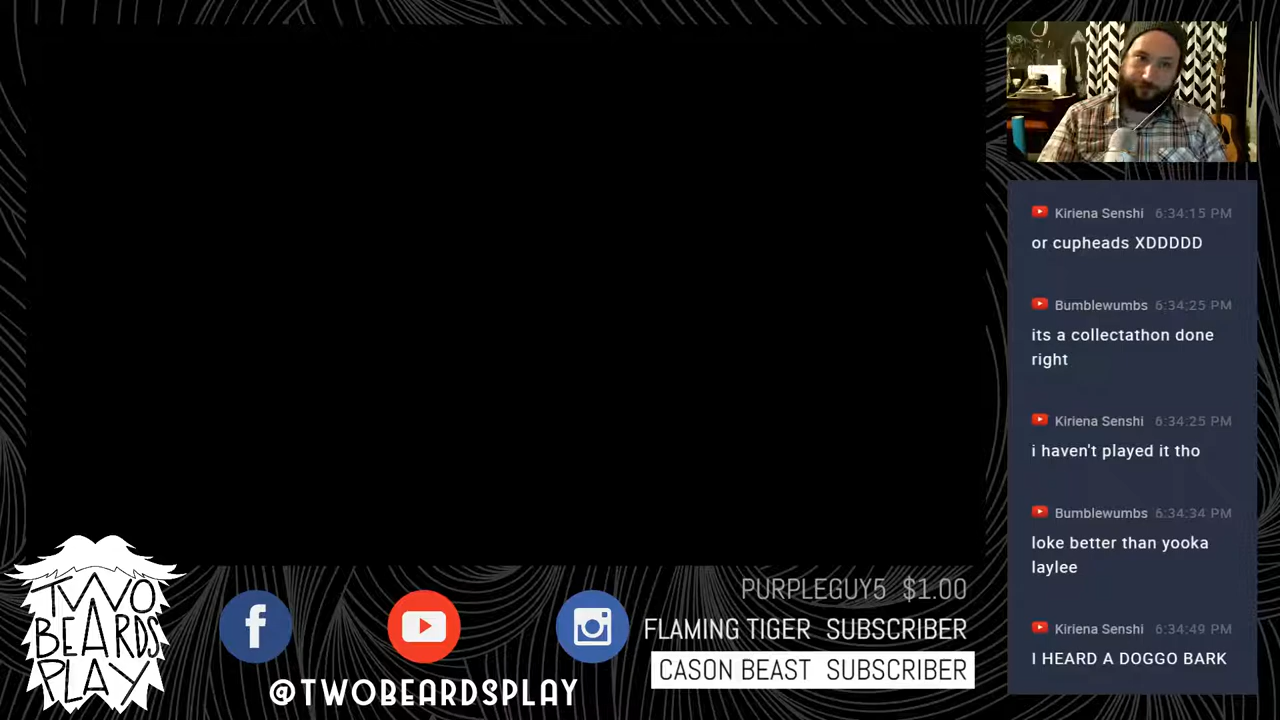 Kiriena Senshi 6:34:15 PM
or cupheads XDDDDD
Bumblewumbs 6:34:25 PM
its a collectathon done
right
Kiriena Senshi 6:34:25 PM
i haven't played it tho
Bumblewumbs 6:34:34 PM
loke better than yooka
laylee
Kiriena Senshi 6:34:49 PM
I HEARD A DOGGO BARK
TWO
BEARDS
PLAY
f
@TWOBEARDSPLAY
PURPLEGUY5 $1.00
FLAMING TIGER SUBSCRIBER
CASON BEAST SUBSCRIBER